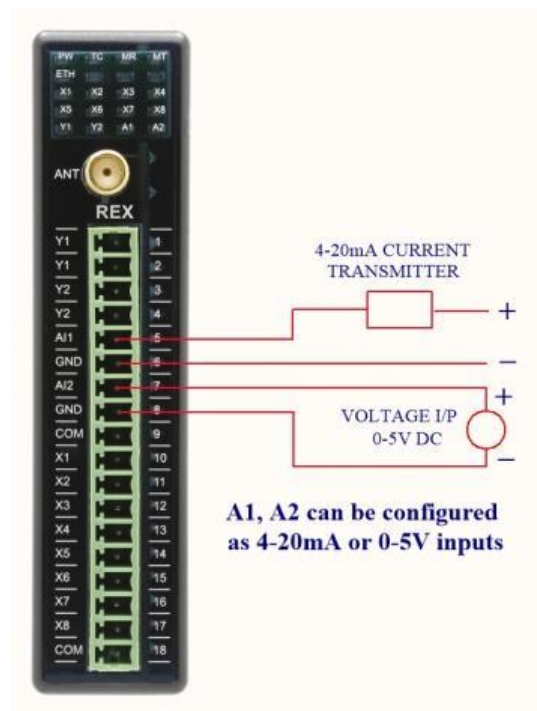 PW TC MR MT
ETH
X1 X2 X3 X4
X5 X6 X7 X8
Y1 Y2 A1 A2
ANT
REX
Y1 1
Y1 2
Y2 3
Y2 4
AI1 5
GND 6
AI2 7
GND 8
COM 9
X1 10
X2 11
X3 12
X4 13
X5 14
X6 15
X7 16
X8 17
COM 18
4-20mA CURRENT
TRANSMITTER
+
−
+
VOLTAGE I/P
0-5V DC
−
A1, A2 can be configured
as 4-20mA or 0-5V inputs